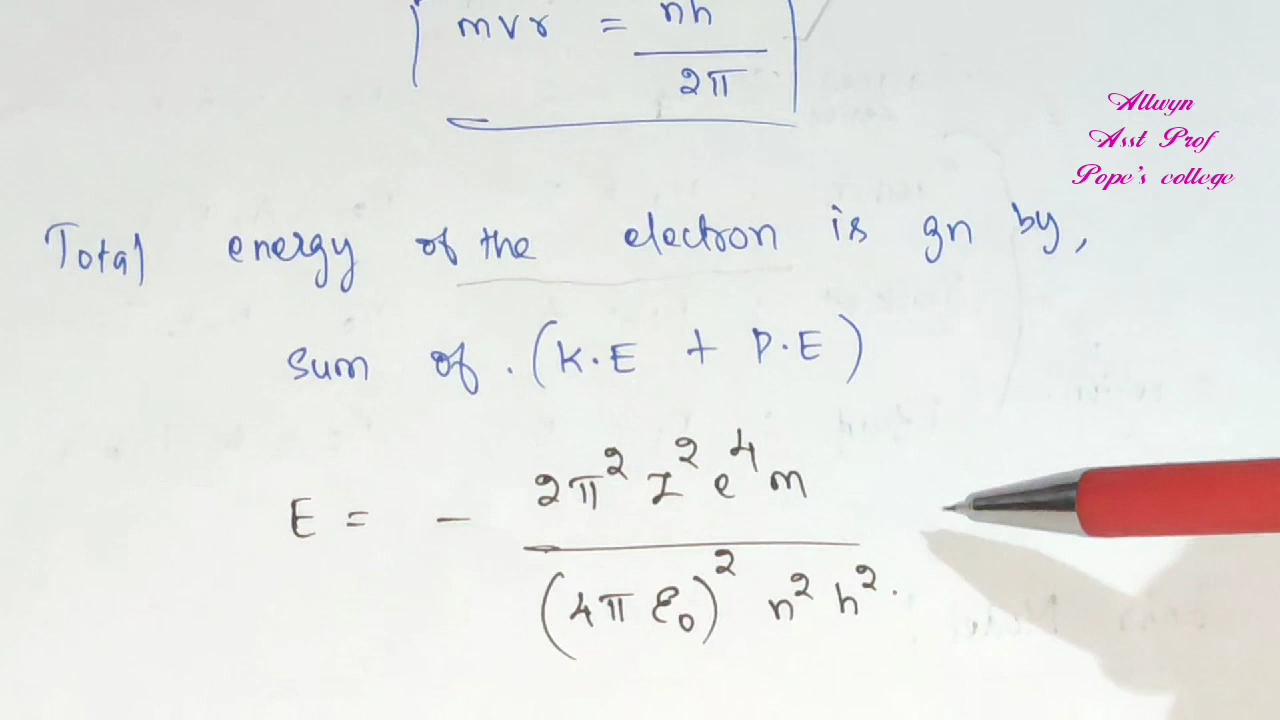 mvr = nh / 2π
Allwyn
Asst Prof
Pope's college
Total energy of the electron is gn by,
sum of . (K.E + P.E)
E = - 2π² Z² e⁴ m / (4π ε₀)² n² h².